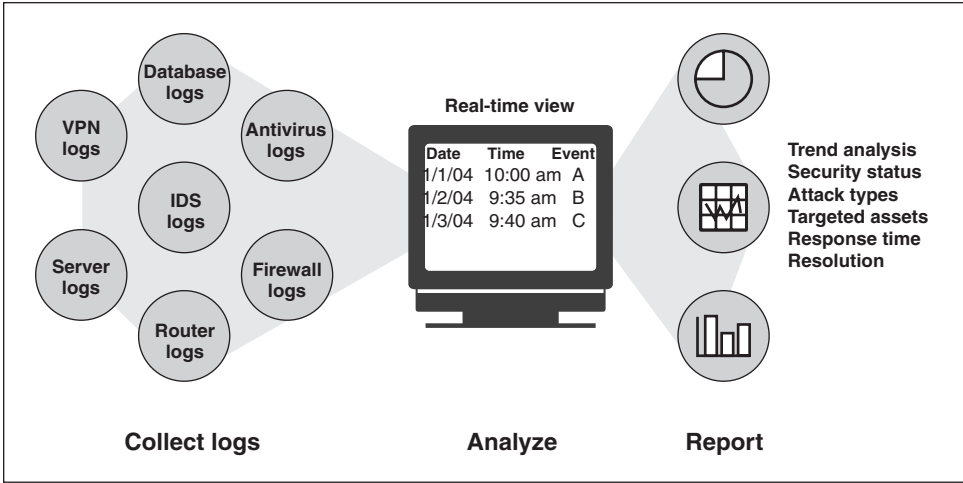 Database
logs
VPN
logs
Antivirus
logs
IDS
logs
Server
logs
Firewall
logs
Router
logs
Real-time view
Date Time Event
1/1/04 10:00 am A
1/2/04 9:35 am B
1/3/04 9:40 am C
Trend analysis
Security status
Attack types
Targeted assets
Response time
Resolution
Collect logs
Analyze
Report